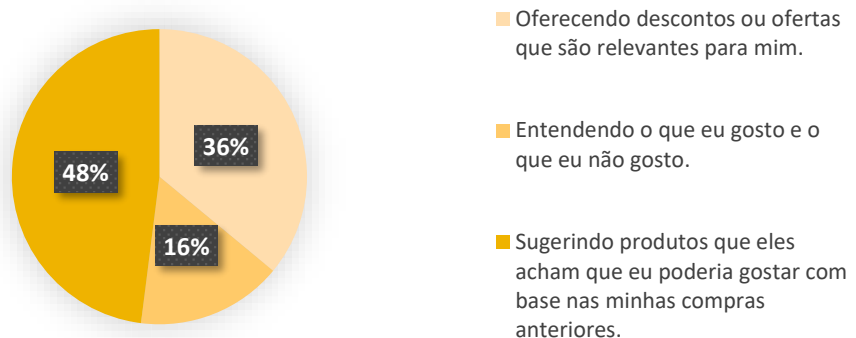 36%
48%
16%
Oferecendo descontos ou ofertas
que são relevantes para mim.
Entendendo o que eu gosto e o
que eu não gosto.
Sugerindo produtos que eles
acham que eu poderia gostar com
base nas minhas compras
anteriores.